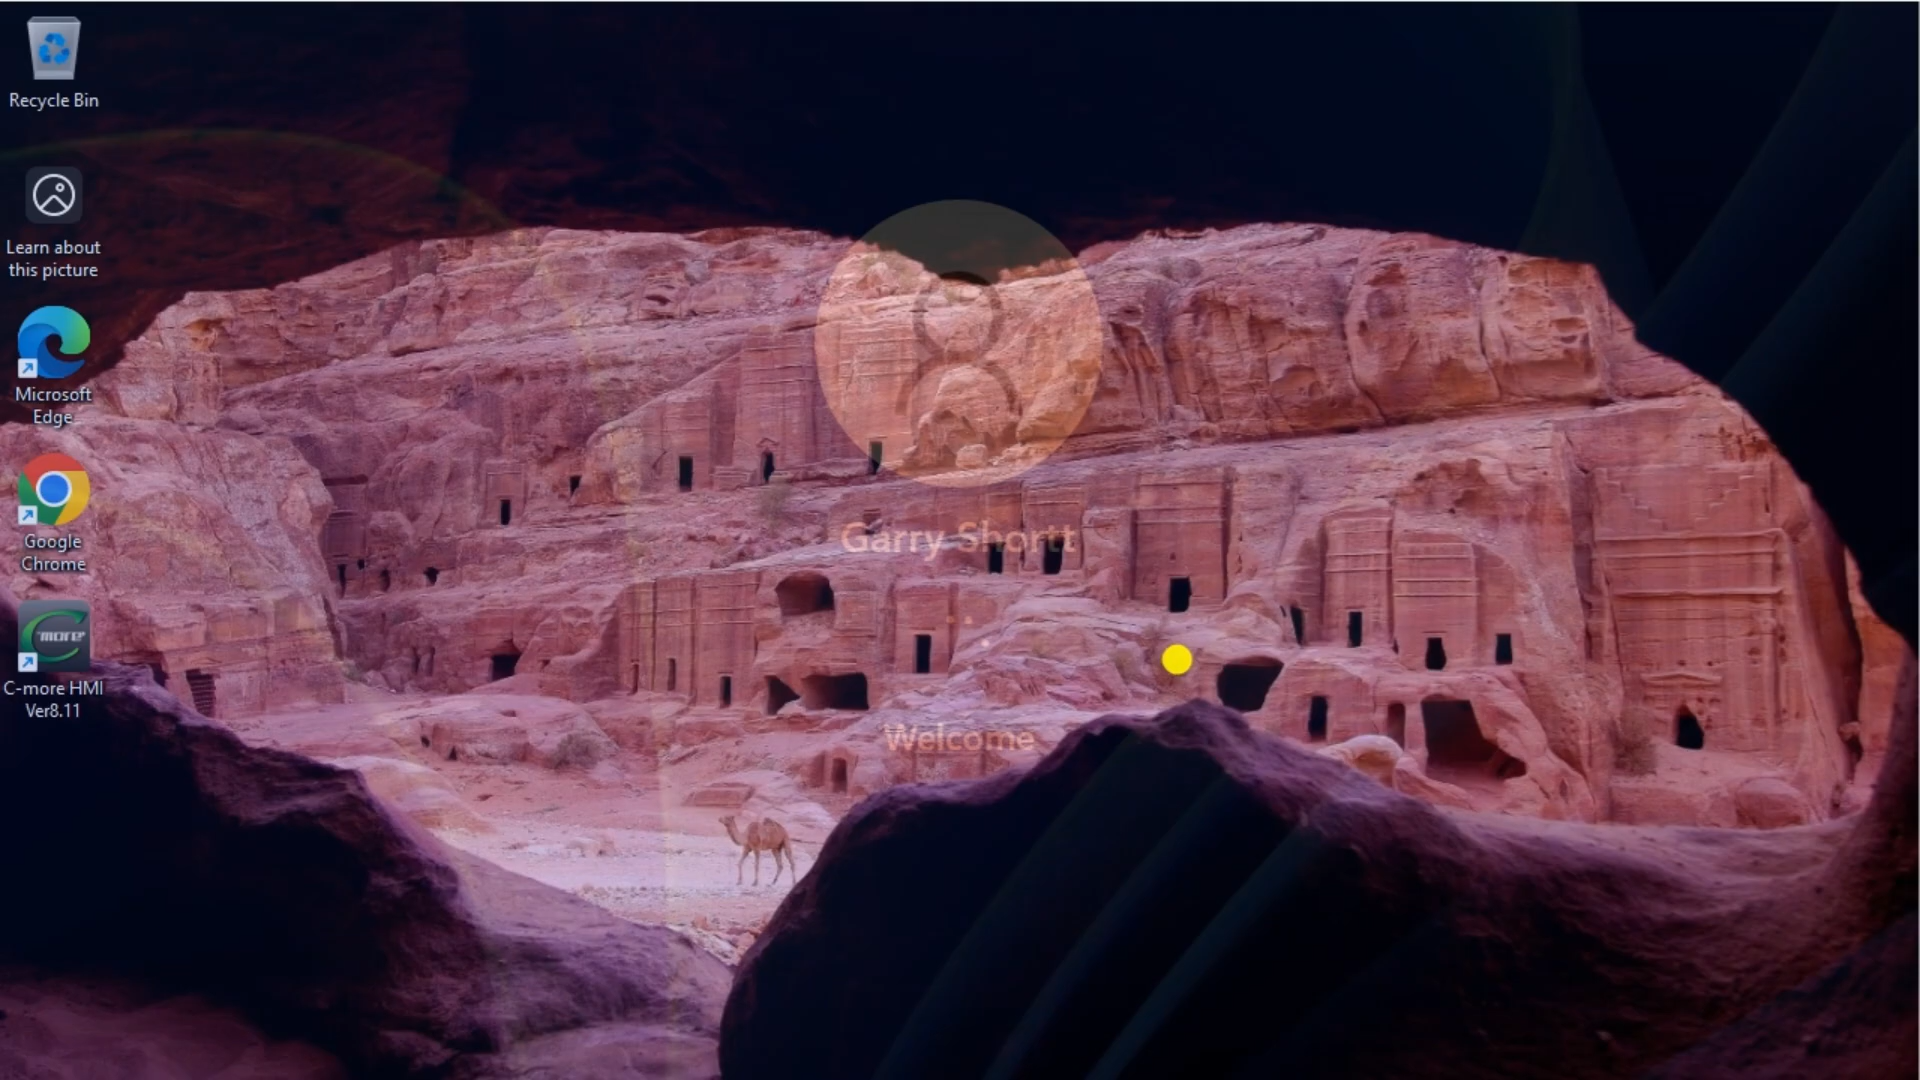 Recycle Bin
Learn about
this picture
Microsoft
Edge
Google
Chrome
C-more
C-more HMI
Ver8.11
Garry Shortt
Welcome